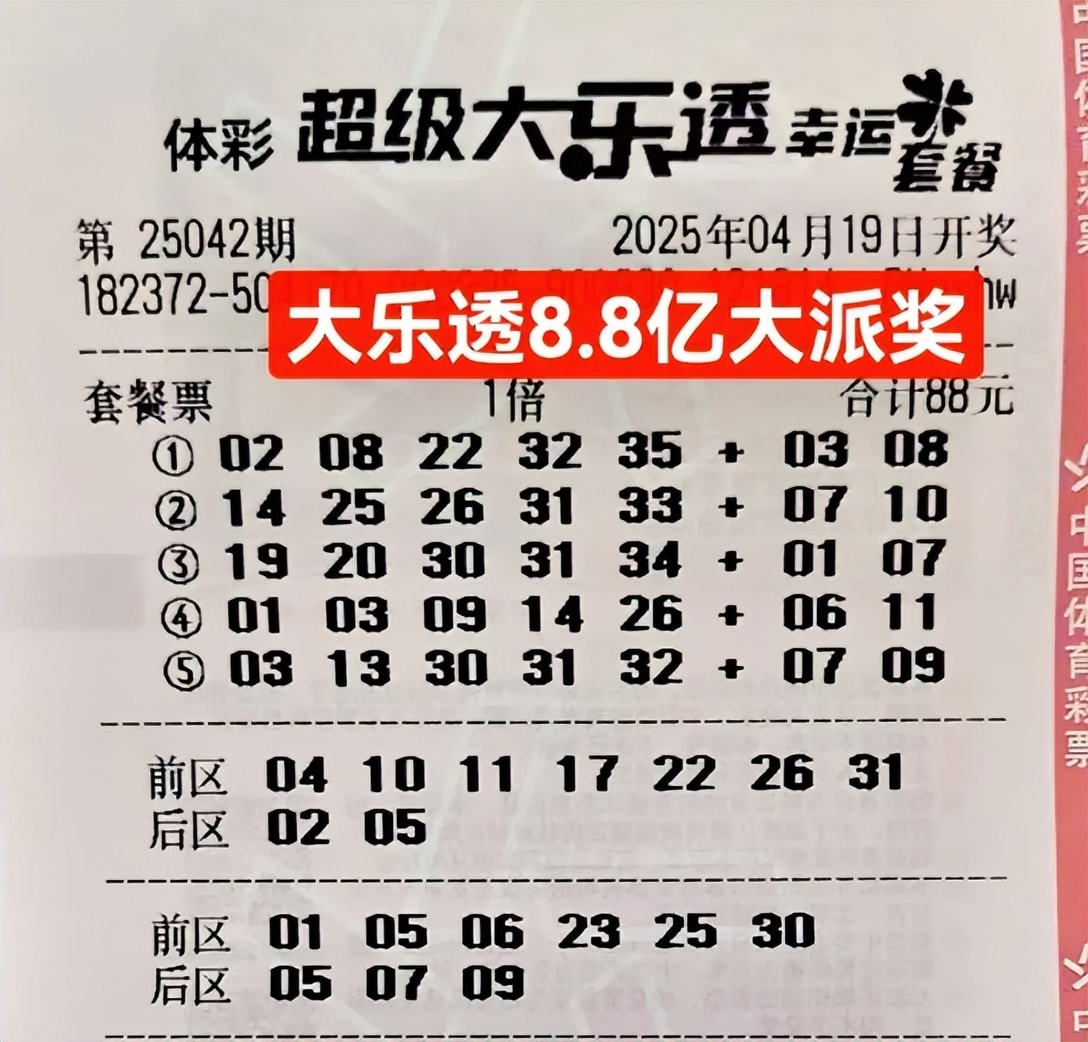 体彩 超级大乐透 幸运套餐
第 25042期 2025年04月19日开奖
182372-50
大乐透8.8亿大派奖
套餐票 1倍 合计88元
① 02 08 22 32 35 + 03 08
② 14 25 26 31 33 + 07 10
③ 19 20 30 31 34 + 01 07
④ 01 03 09 14 26 + 06 11
⑤ 03 13 30 31 32 + 07 09
前区 04 10 11 17 22 26 31
后区 02 05
前区 01 05 06 23 25 30
后区 05 07 09
中国体育彩票
中国体育彩票
中